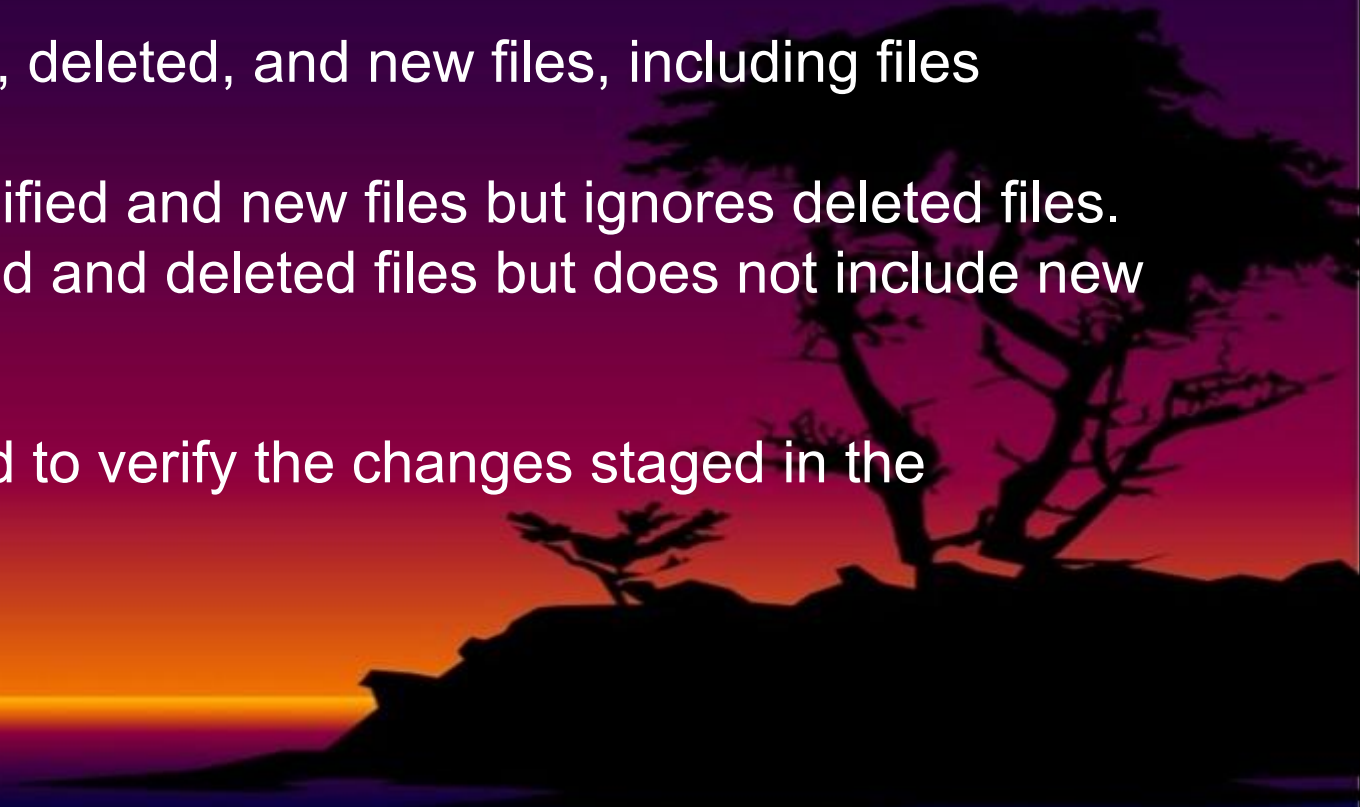 , deleted, and new files, including files
ified and new files but ignores deleted files.
d and deleted files but does not include new
d to verify the changes staged in the